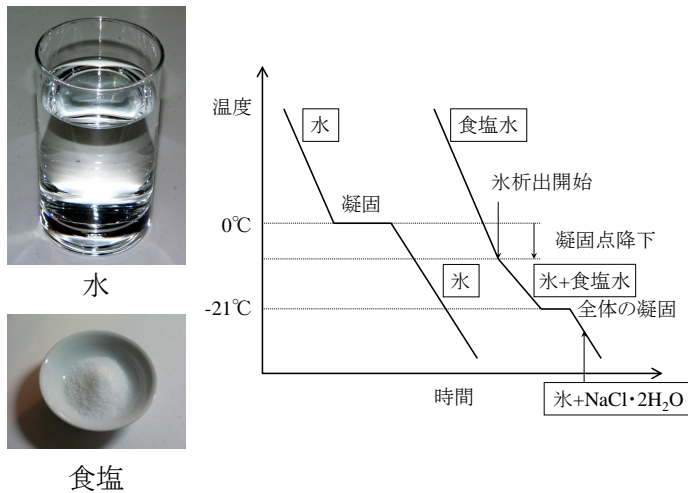 水
食塩
温度
水
食塩水
氷析出開始
凝固
0℃
凝固点降下
氷
氷+食塩水
-21℃
全体の凝固
時間
氷+NaCl・2H₂O